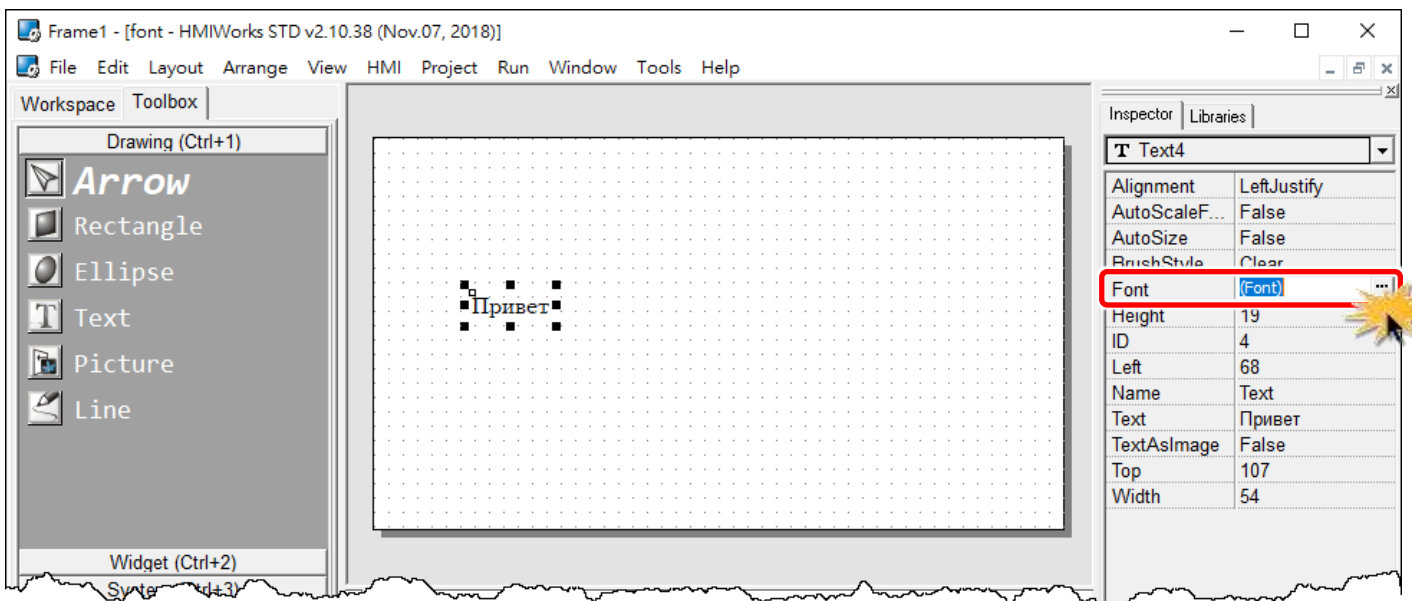 Frame1 - [font - HMIWorks STD v2.10.38 (Nov.07, 2018)]
File Edit Layout Arrange View HMI Project Run Window Tools Help
Workspace Toolbox
Drawing (Ctrl+1)
Arrow
Rectangle
Ellipse
Text
Picture
Line
Widget (Ctrl+2)
Привет
Inspector Libraries
T Text4
Alignment LeftJustify
AutoScaleF... False
AutoSize False
BrushStyle Clear
Font (Font) ...
Height 19
ID 4
Left 68
Name Text
Text Привет
TextAsImage False
Top 107
Width 54